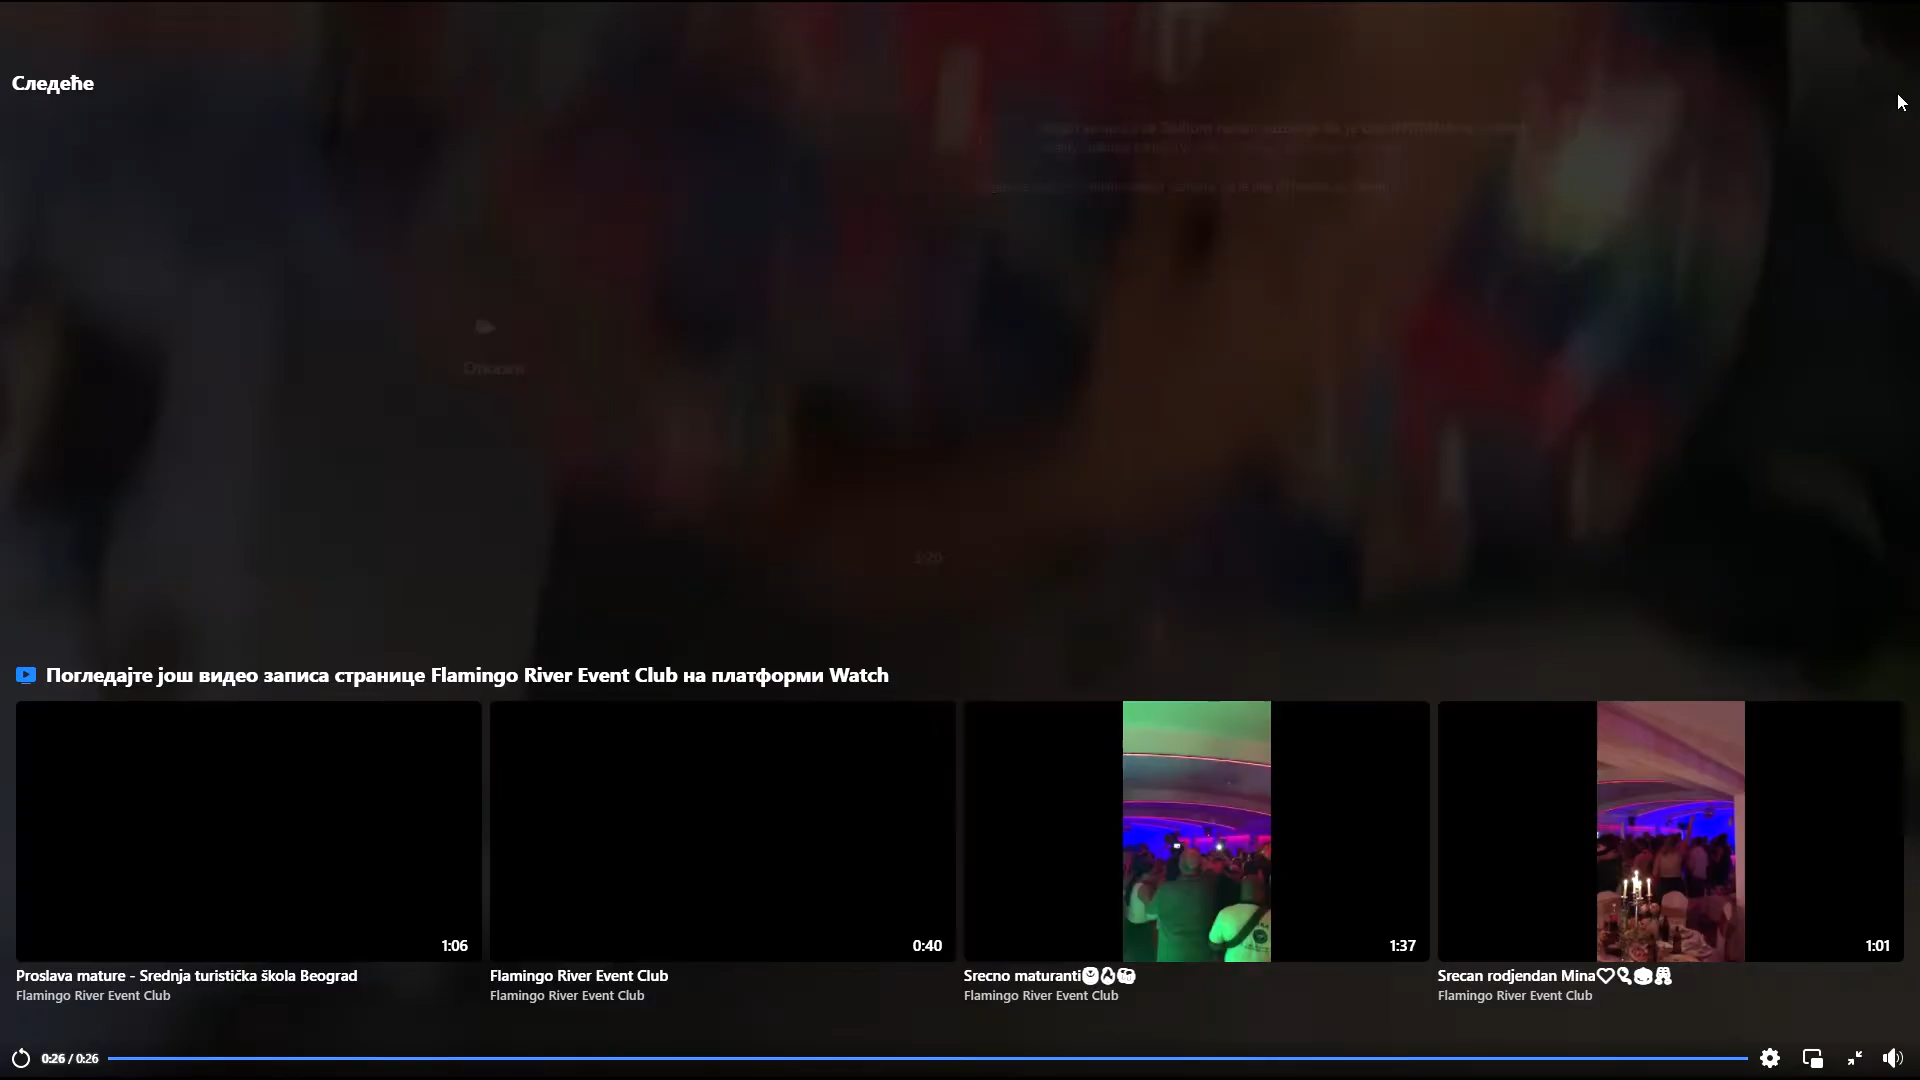 Следеће
Откажи
Погледајте још видео записа странице Flamingo River Event Club на платформи Watch
1:06
0:40
1:37
1:01
Proslava mature - Srednja turistička škola Beograd
Flamingo River Event Club
Flamingo River Event Club
Flamingo River Event Club
Srecno maturanti
Flamingo River Event Club
Srecan rodjendan Mina
Flamingo River Event Club
0:26 / 0:26